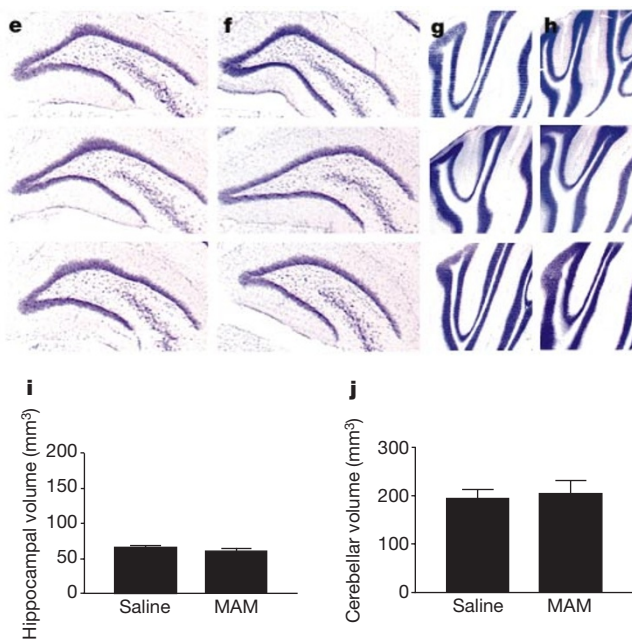 e f g h
i
Hippocampal volume (mm³)
200
150
100
50
0
Saline MAM
j
Cerebellar volume (mm³)
300
200
100
0
Saline MAM